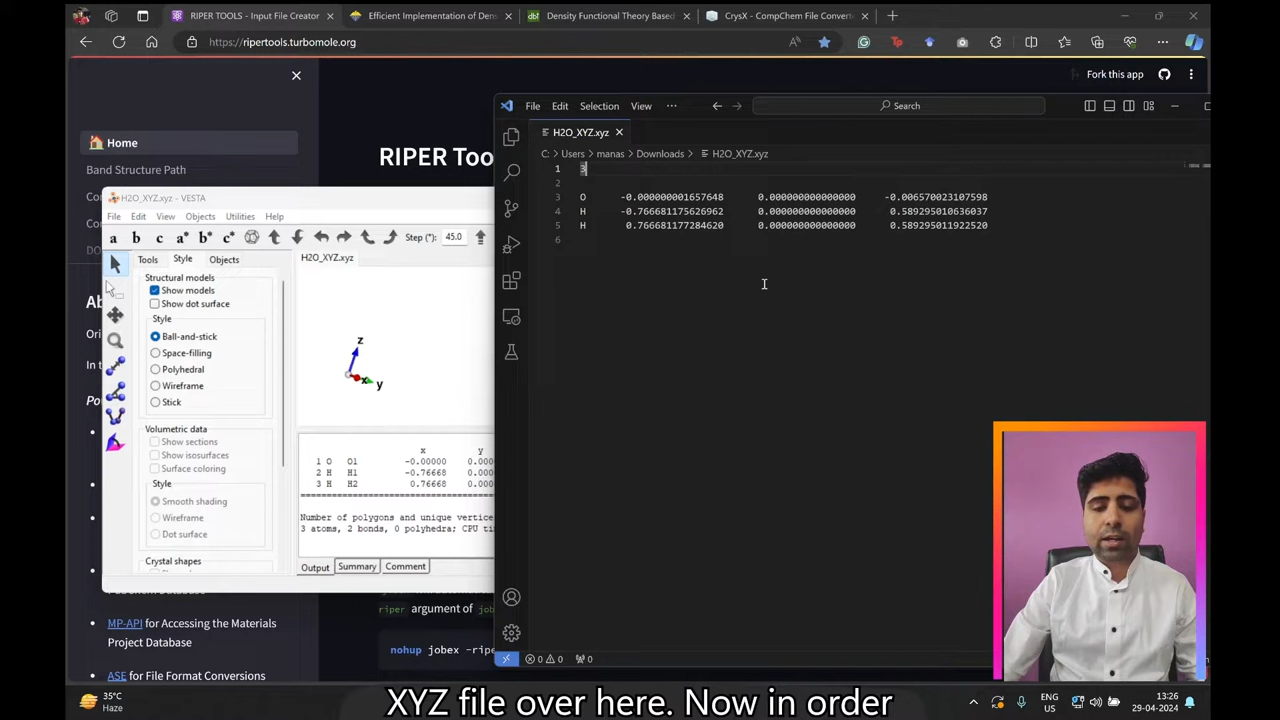 RIPER TOOLS - Input File Creator
Efficient Implementation of Dens
Density Functional Theory Based
CrysX - CompChem File Converte
https://ripertools.turbomole.org
Fork this app
Home
Band Structure Path
RIPER Too
H2O_XYZ.xyz - VESTA
File Edit View Objects Utilities Help
a b c a* b* c* Step (°): 45.0
Tools Style Objects
H2O_XYZ.xyz
Structural models
Show models
Show dot surface
Style
Ball-and-stick
Space-filling
Polyhedral
Wireframe
Stick
Volumetric data
Show sections
Show isosurfaces
Surface coloring
Style
Smooth shading
Wireframe
Dot surface
Crystal shapes
z
x
y
x y
1 O O1 -0.00000 0.000
2 H H1 -0.76668 0.000
3 H H2 0.76668 0.000
Number of polygons and unique vertice
3 atoms, 2 bonds, 0 polyhedra; CPU ti
Output Summary Comment
MP-API for Accessing the Materials
Project Database
ASE for File Format Conversions
riper argument of job
nohup jobex -ripe
File Edit Selection View ··· Search
H2O_XYZ.xyz
C: > Users > manas > Downloads > H2O_XYZ.xyz
1 3
2
3 O -0.000000001657648 0.000000000000000 -0.006570023107598
4 H -0.766681175626962 0.000000000000000 0.589295010636037
5 H 0.766681177284620 0.000000000000000 0.589295011922520
6
0 0 0
35°C
Haze
ENG
US
13:26
29-04-2024
XYZ file over here. Now in order